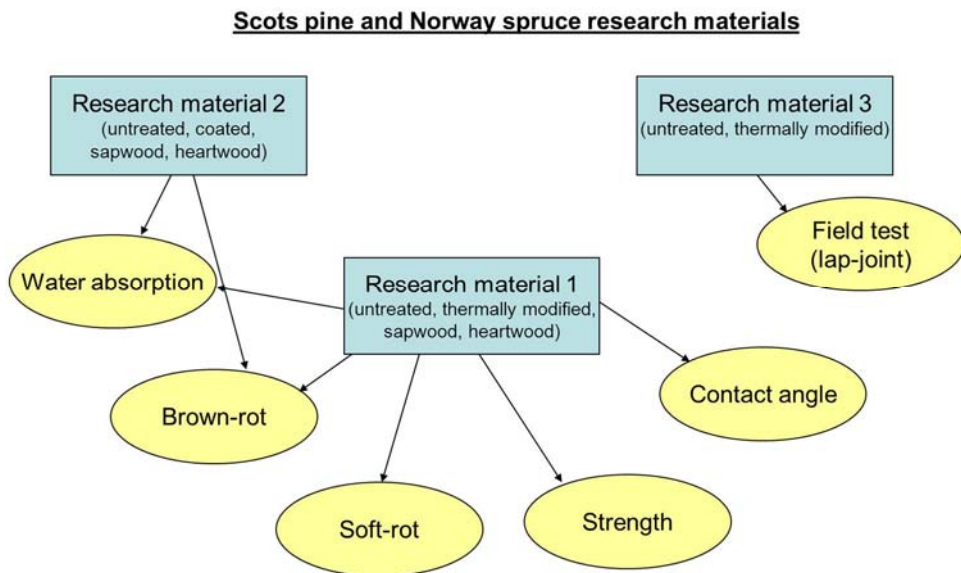 Scots pine and Norway spruce research materials
Research material 2
(untreated, coated,
sapwood, heartwood)
Research material 3
(untreated, thermally modified)
Water absorption
Field test
(lap-joint)
Research material 1
(untreated, thermally modified,
sapwood, heartwood)
Brown-rot
Contact angle
Soft-rot
Strength